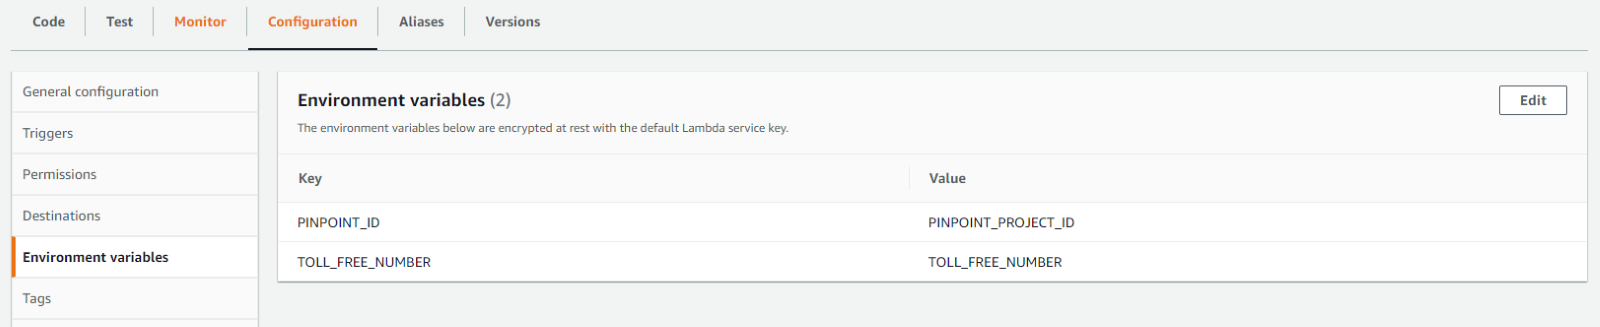 Code Test Monitor Configuration Aliases Versions
General configuration
Triggers
Permissions
Destinations
Environment variables
Tags
Environment variables (2)
Edit
The environment variables below are encrypted at rest with the default Lambda service key.
Key Value
PINPOINT_ID PINPOINT_PROJECT_ID
TOLL_FREE_NUMBER TOLL_FREE_NUMBER